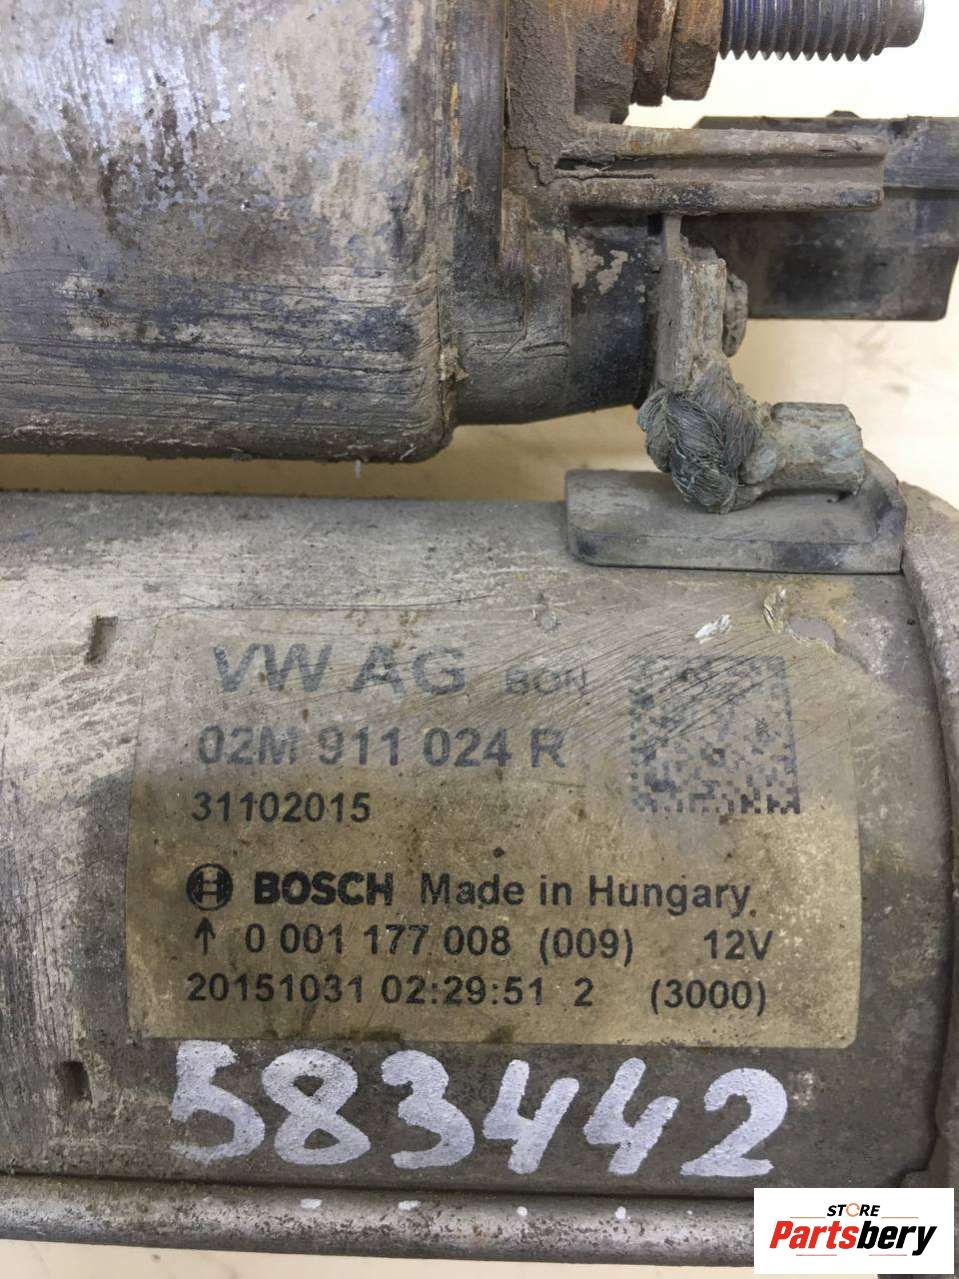 VW AG BON
02M 911 024 R
31102015
BOSCH Made in Hungary
↑ 0 001 177 008 (009) 12V
20151031 02:29:51 2 (3000)
583442
STORE
Partsbery